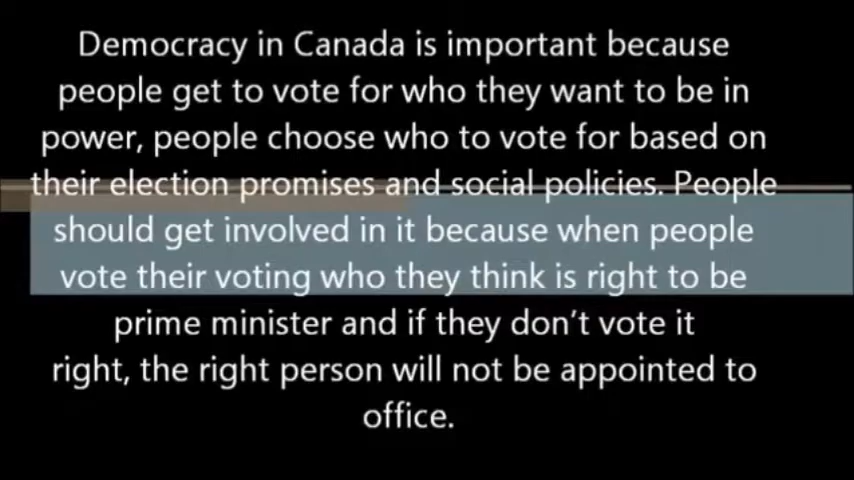 Democracy in Canada is important because
people get to vote for who they want to be in
power, people choose who to vote for based on
their election promises and social policies. People
should get involved in it because when people
vote their voting who they think is right to be
prime minister and if they don't vote it
right, the right person will not be appointed to
office.